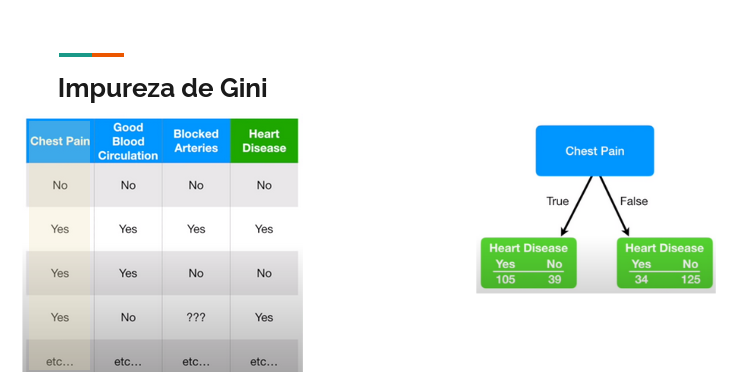 Impureza de Gini
Chest Pain Good Blood Circulation Blocked Arteries Heart Disease
No No No No
Yes Yes Yes Yes
Yes Yes No No
Yes No ??? Yes
etc... etc... etc... etc...
Chest Pain
True False
Heart Disease
Yes No
105 39
Heart Disease
Yes No
34 125